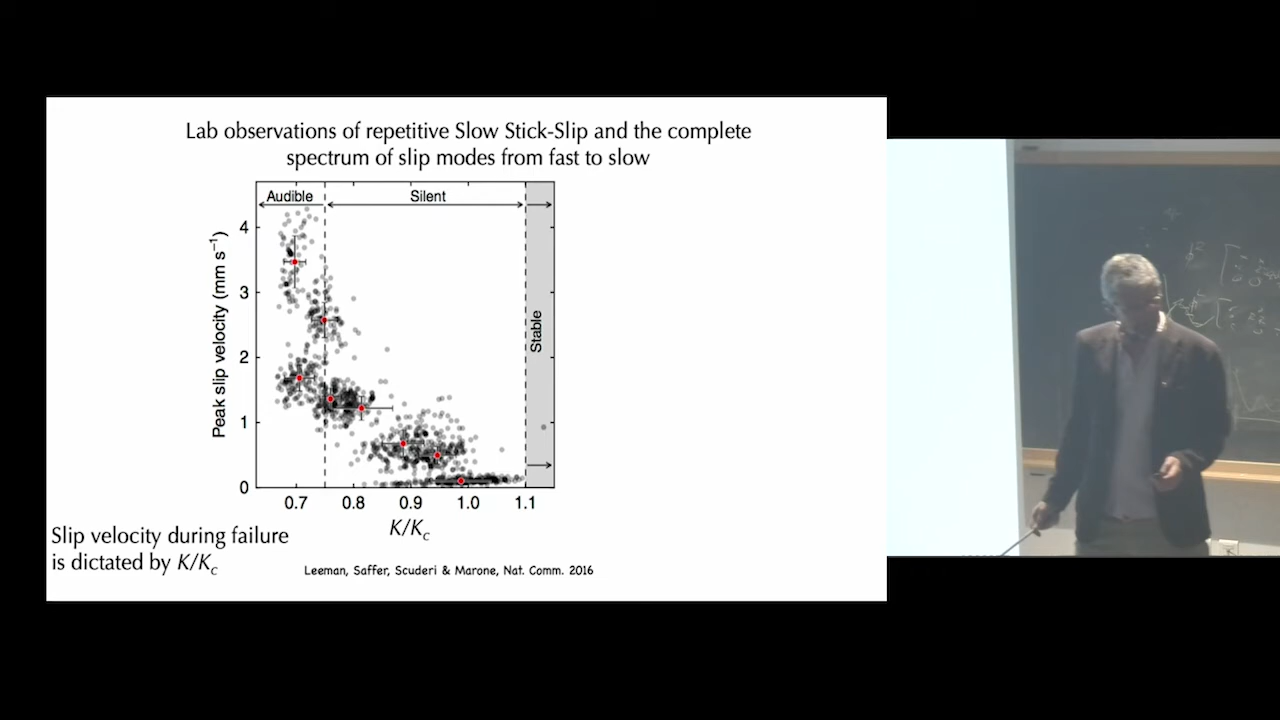 Lab observations of repetitive Slow Stick-Slip and the complete
spectrum of slip modes from fast to slow
Audible
Silent
Stable
Peak slip velocity (mm s⁻¹)
4
3
2
1
0
0.7 0.8 0.9 1.0 1.1
K/Kc
Slip velocity during failure
is dictated by K/Kc
Leeman, Saffer, Scuderi & Marone, Nat. Comm. 2016